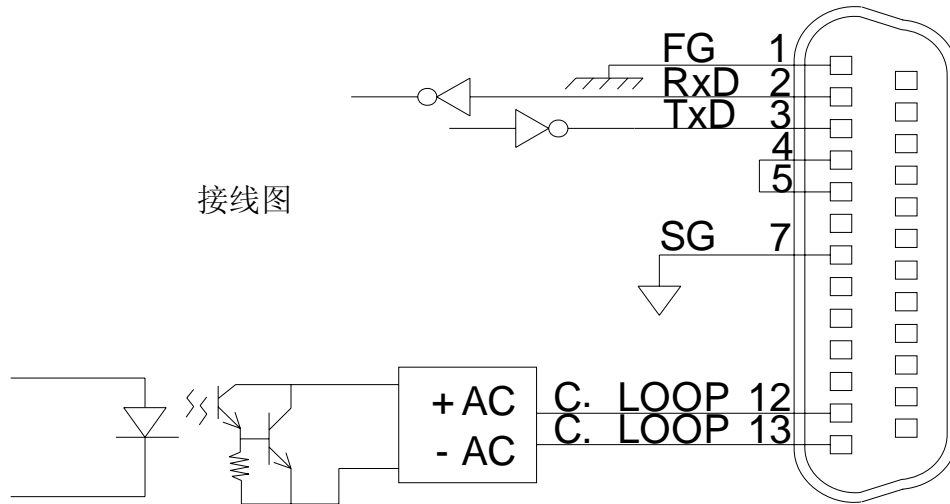 FG 1
RxD 2
TxD 3
4
5
接线图
SG 7
+ AC C. LOOP 12
- AC C. LOOP 13